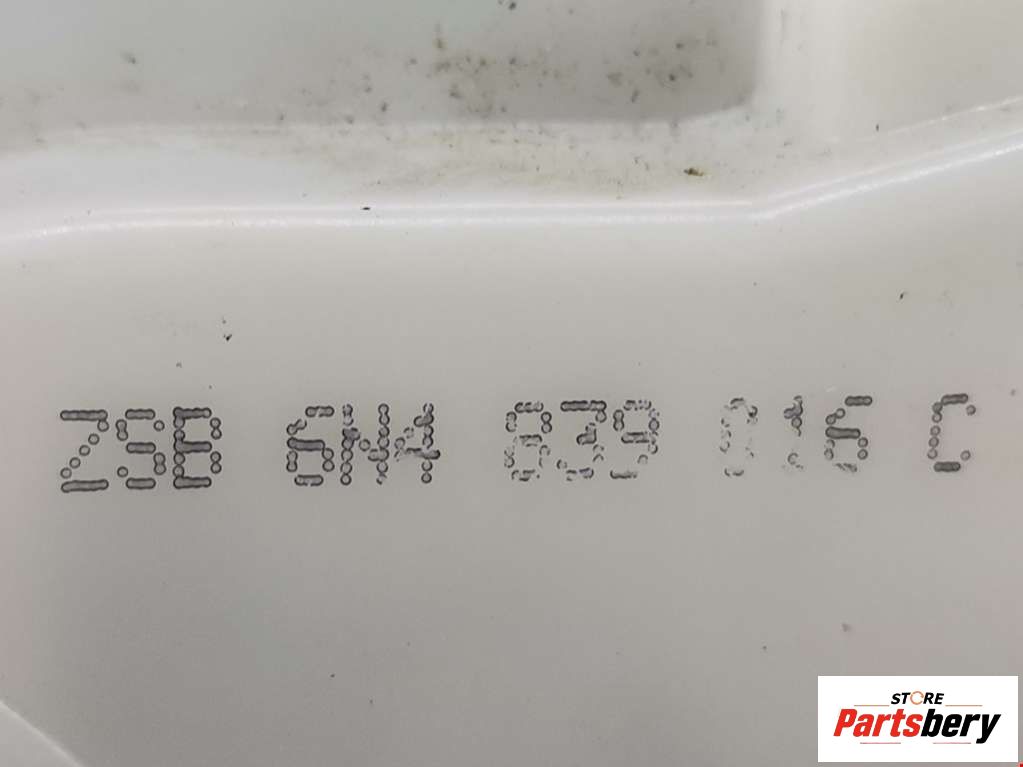 ZSB 6N4 839 016 C
STORE
Partsbery